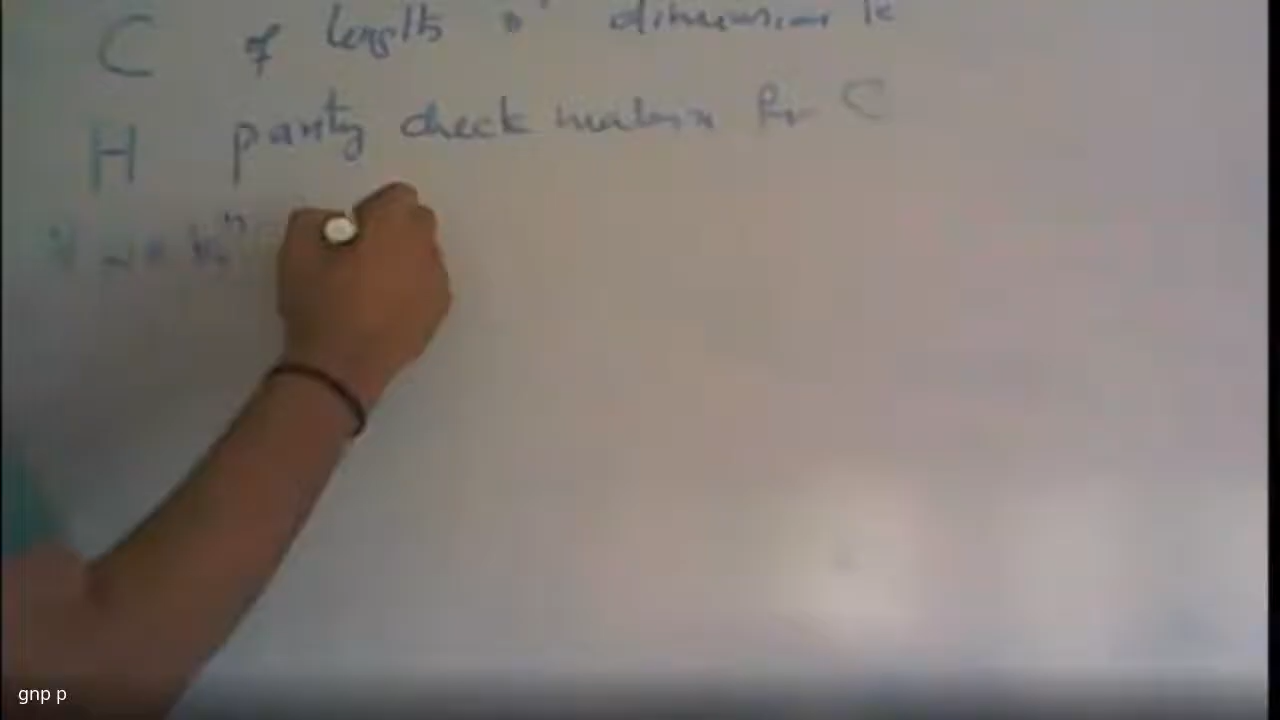 C of length n, dimension k
H parity check matrix for C
gnp p